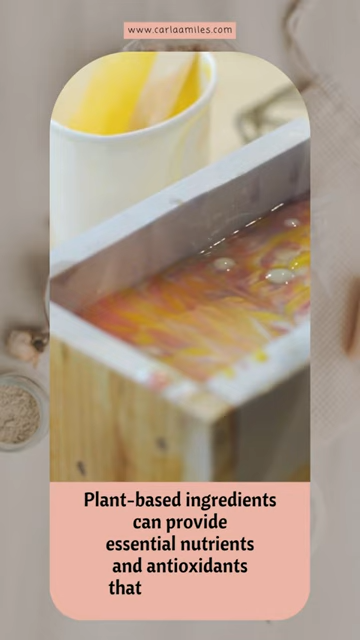 www.carlaamiles.com
Plant-based ingredients
can provide
essential nutrients
and antioxidants
that